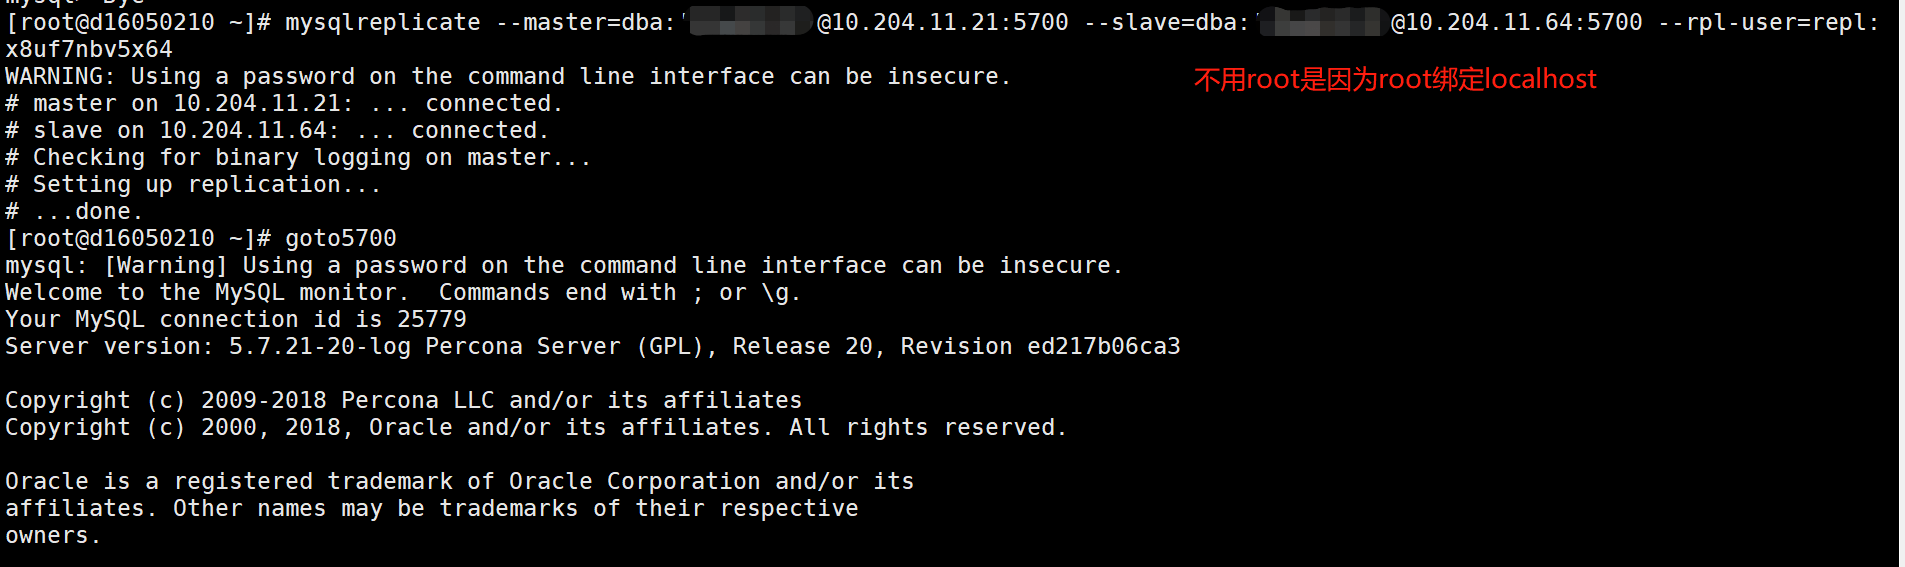 [root@d16050210 ~]# mysqlreplicate --master=dba:'@10.204.11.21:5700 --slave=dba:'@10.204.11.64:5700 --rpl-user=repl:
x8uf7nbv5x64
WARNING: Using a password on the command line interface can be insecure.
不用root是因为root绑定localhost
# master on 10.204.11.21: ... connected.
# slave on 10.204.11.64: ... connected.
# Checking for binary logging on master...
# Setting up replication...
# ...done.
[root@d16050210 ~]# goto5700
mysql: [Warning] Using a password on the command line interface can be insecure.
Welcome to the MySQL monitor.  Commands end with ; or \g.
Your MySQL connection id is 25779
Server version: 5.7.21-20-log Percona Server (GPL), Release 20, Revision ed217b06ca3
Copyright (c) 2009-2018 Percona LLC and/or its affiliates
Copyright (c) 2000, 2018, Oracle and/or its affiliates. All rights reserved.
Oracle is a registered trademark of Oracle Corporation and/or its
affiliates. Other names may be trademarks of their respective
owners.